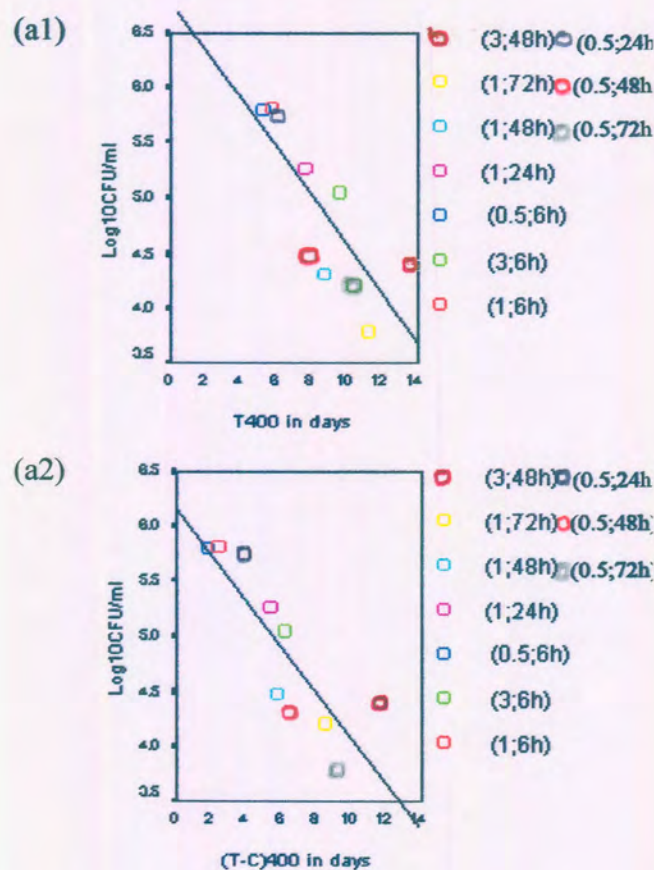 (a1)
Log10CFU/ml
6.5
6.0
5.5
5.0
4.5
4.0
3.5
0 2 4 6 8 10 12 14
T400 in days
(3;48h) (0.5;24h
(1;72h) (0.5;48h
(1;48h) (0.5;72h
(1;24h)
(0.5;6h)
(3;6h)
(1;6h)
(a2)
Log10CFU/ml
6.5
6.0
5.5
5.0
4.5
4.0
3.5
0 2 4 6 8 10 12 14
(T-C)400 in days
(3;48h) (0.5;24h
(1;72h) (0.5;48h)
(1;48h) (0.5;72h)
(1;24h)
(0.5;6h)
(3;6h)
(1;6h)